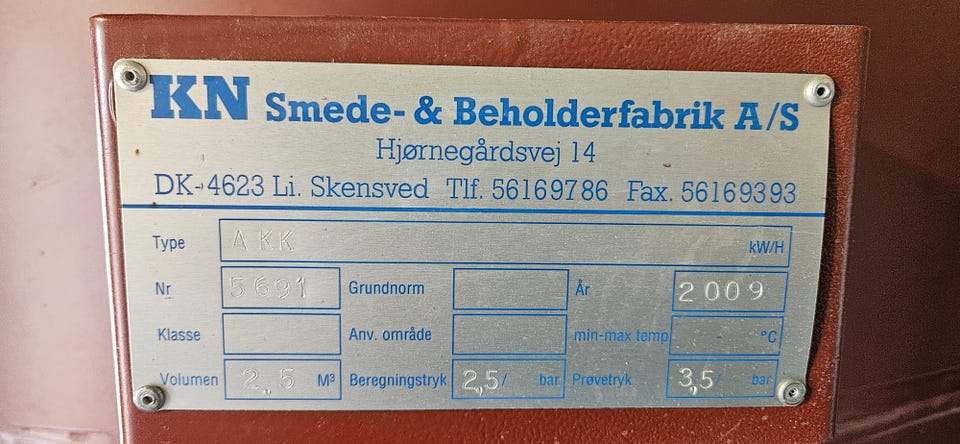 KN Smede- & Beholderfabrik A/S
Hjørnegårdsvej 14
DK-4623 Li. Skensved Tlf. 56169786 Fax. 56169393
Type AKK kW/H
Nr 5691 Grundnorm År 2009
Klasse Anv. område min-max temp - °C
Volumen 2,5 M³ Beregningstryk 2,5/ bar Prøvetryk 3,5/ bar